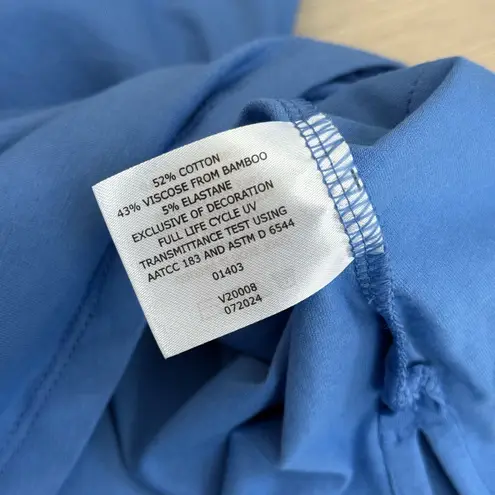 52% COTTON
43% VISCOSE FROM BAMBOO
5% ELASTANE
EXCLUSIVE OF DECORATION
FULL LIFE CYCLE UV
TRANSMITTANCE TEST USING
AATCC 183 AND ASTM D 6544
01403
V20008
072024